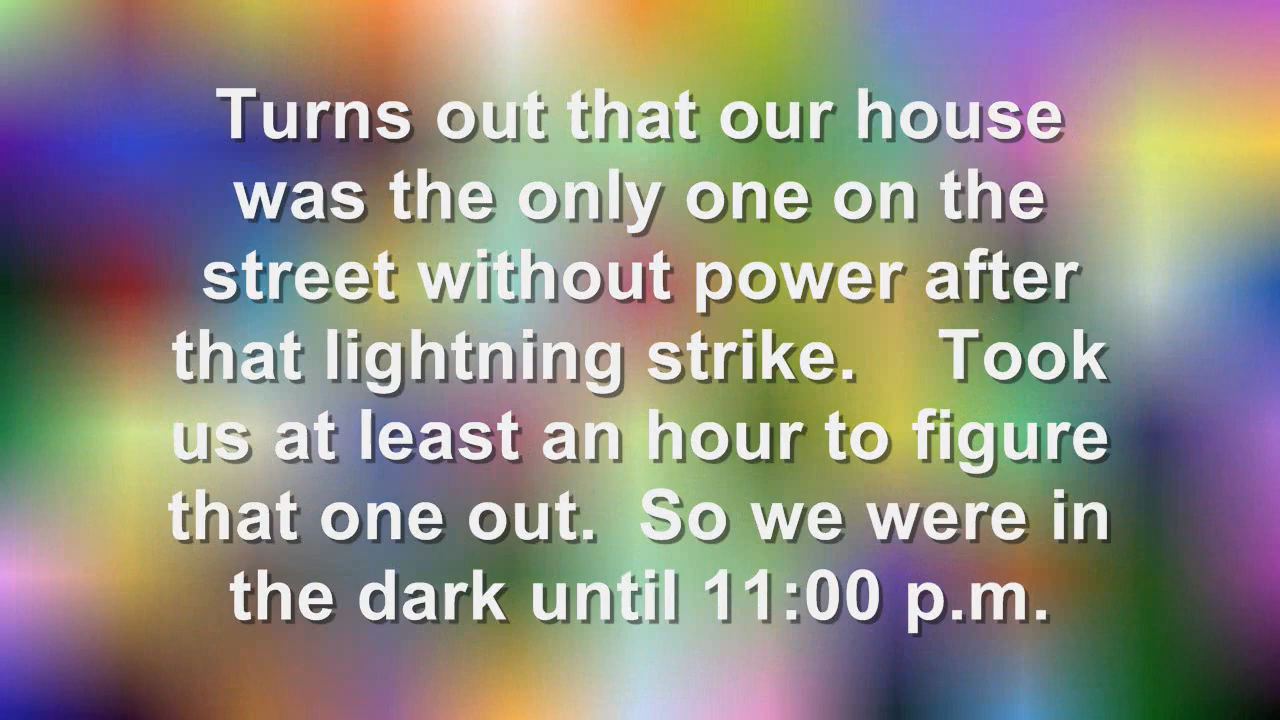 Turns out that our house
was the only one on the
street without power after
that lightning strike.    Took
us at least an hour to figure
that one out.  So we were in
the dark until 11:00 p.m.